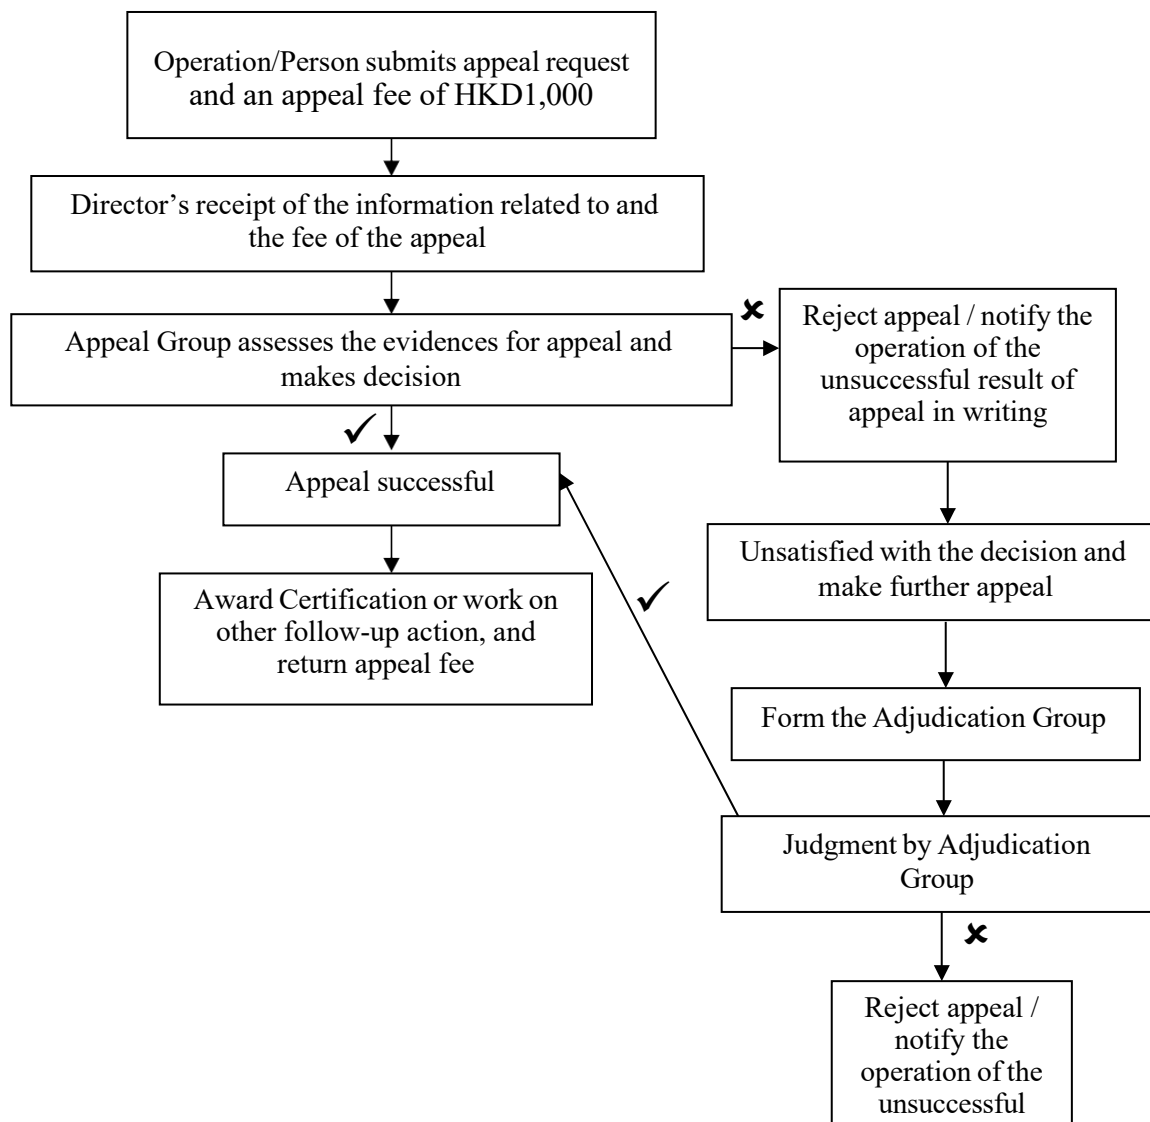 Operation/Person submits appeal request
and an appeal fee of HKD1,000
Director’s receipt of the information related to and
the fee of the appeal
Appeal Group assesses the evidences for appeal and
makes decision
✘
Reject appeal / notify the
operation of the
unsuccessful result of
appeal in writing
✓
Appeal successful
Unsatisfied with the decision and
make further appeal
Award Certification or work on
other follow-up action, and
return appeal fee
✓
Form the Adjudication Group
Judgment by Adjudication
Group
✘
Reject appeal /
notify the
operation of the
unsuccessful